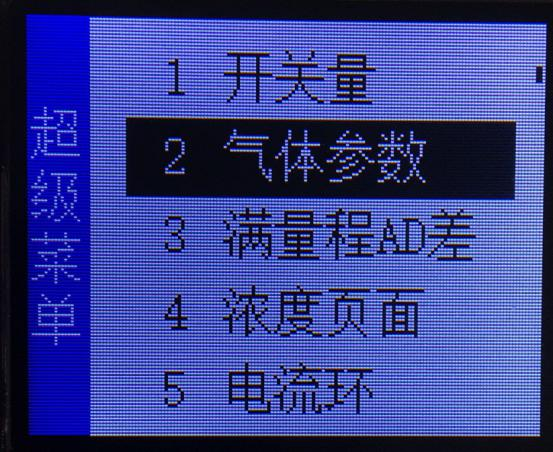 超级菜单
1 开关量
2 气体参数
3 满量程AD差
4 浓度页面
5 电流环